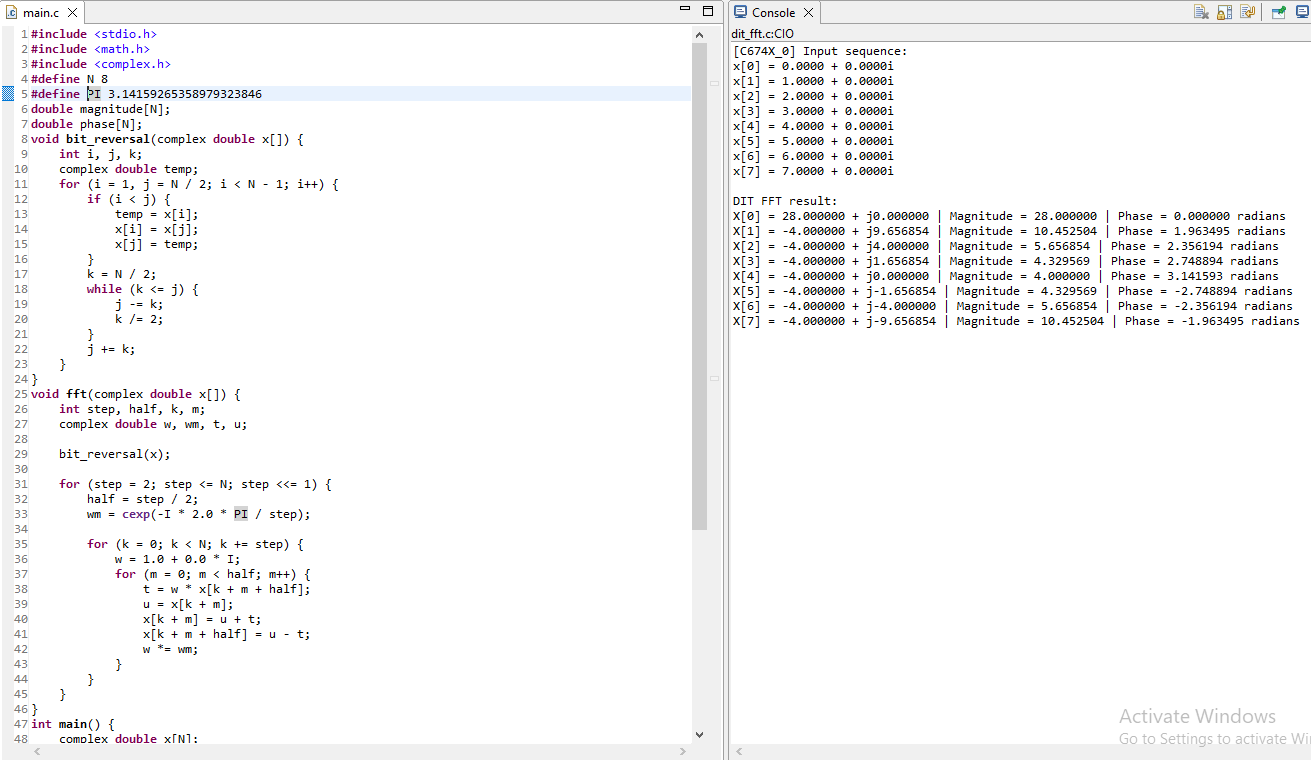 main.c
1 #include <stdio.h>
2 #include <math.h>
3 #include <complex.h>
4 #define N 8
5 #define PI 3.14159265358979323846
6 double magnitude[N];
7 double phase[N];
8 void bit_reversal(complex double x[]) {
9     int i, j, k;
10     complex double temp;
11     for (i = 1, j = N / 2; i < N - 1; i++) {
12         if (i < j) {
13             temp = x[i];
14             x[i] = x[j];
15             x[j] = temp;
16         }
17         k = N / 2;
18         while (k <= j) {
19             j -= k;
20             k /= 2;
21         }
22         j += k;
23     }
24 }
25 void fft(complex double x[]) {
26     int step, half, k, m;
27     complex double w, wm, t, u;
28
29     bit_reversal(x);
30
31     for (step = 2; step <= N; step <<= 1) {
32         half = step / 2;
33         wm = cexp(-I * 2.0 * PI / step);
34
35         for (k = 0; k < N; k += step) {
36             w = 1.0 + 0.0 * I;
37             for (m = 0; m < half; m++) {
38                 t = w * x[k + m + half];
39                 u = x[k + m];
40                 x[k + m] = u + t;
41                 x[k + m + half] = u - t;
42                 w *= wm;
43             }
44         }
45     }
46 }
47 int main() {
48     complex double x[N];
Console
dit_fft.c:CIO
[C674X_0] Input sequence:
x[0] = 0.0000 + 0.0000i
x[1] = 1.0000 + 0.0000i
x[2] = 2.0000 + 0.0000i
x[3] = 3.0000 + 0.0000i
x[4] = 4.0000 + 0.0000i
x[5] = 5.0000 + 0.0000i
x[6] = 6.0000 + 0.0000i
x[7] = 7.0000 + 0.0000i
DIT FFT result:
X[0] = 28.000000 + j0.000000 | Magnitude = 28.000000 | Phase = 0.000000 radians
X[1] = -4.000000 + j9.656854 | Magnitude = 10.452504 | Phase = 1.963495 radians
X[2] = -4.000000 + j4.000000 | Magnitude = 5.656854 | Phase = 2.356194 radians
X[3] = -4.000000 + j1.656854 | Magnitude = 4.329569 | Phase = 2.748894 radians
X[4] = -4.000000 + j0.000000 | Magnitude = 4.000000 | Phase = 3.141593 radians
X[5] = -4.000000 + j-1.656854 | Magnitude = 4.329569 | Phase = -2.748894 radians
X[6] = -4.000000 + j-4.000000 | Magnitude = 5.656854 | Phase = -2.356194 radians
X[7] = -4.000000 + j-9.656854 | Magnitude = 10.452504 | Phase = -1.963495 radians
Activate Windows
Go to Settings to activate Wi